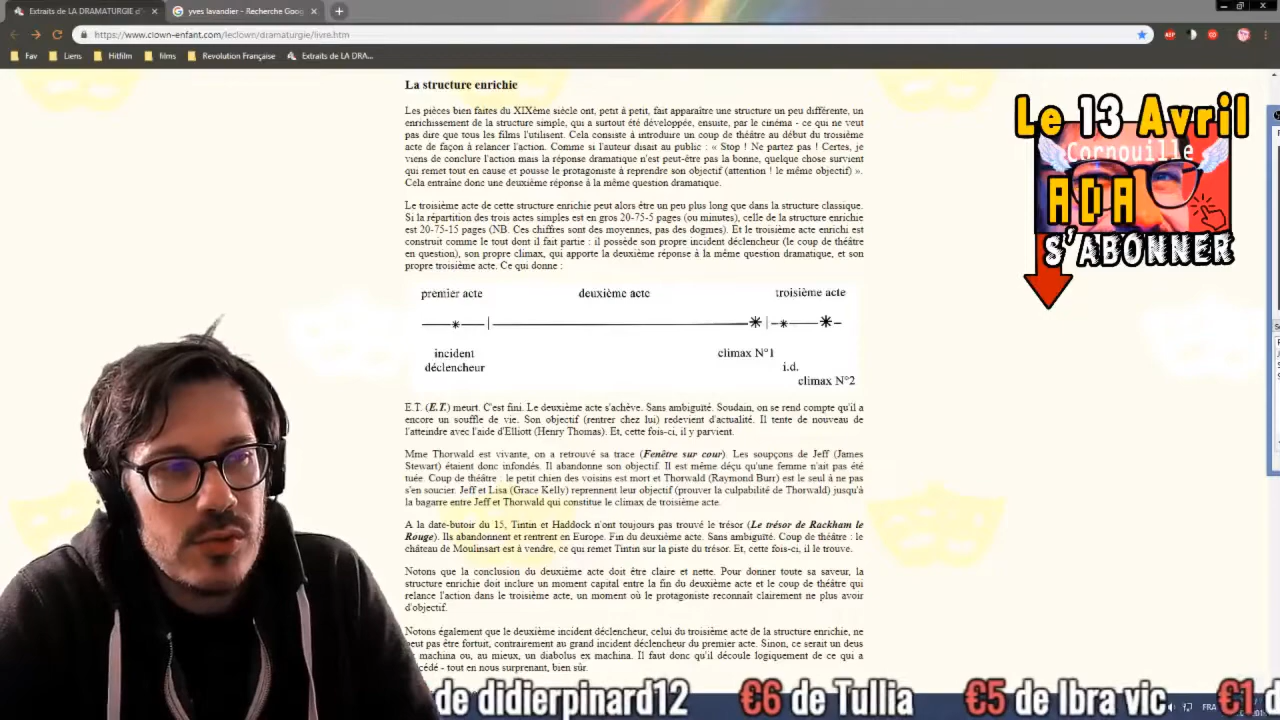 Extraits de LA DRAMATURGIE d'
yves lavandier - Recherche Goog
https://www.clown-enfant.com/leclown/dramaturgie/livre.htm
Fav
Liens
Hitfilm
films
Revolution Française
Extraits de LA DRA...
La structure enrichie
Les pièces bien faites du XIXème siècle ont, petit à petit, fait apparaître une structure un peu différente, un
enrichissement de la structure simple, qui a surtout été développée, ensuite, par le cinéma - ce qui ne veut
pas dire que tous les films l'utilisent. Cela consiste à introduire un coup de théâtre au début du troisième
acte de façon à relancer l'action. Comme si l'auteur disait au public : « Stop ! Ne partez pas ! Certes, je
viens de conclure l'action mais la réponse dramatique n'est peut-être pas la bonne, quelque chose survient
qui remet tout en cause et pousse le protagoniste à reprendre son objectif (attention ! le même objectif) ».
Cela entraîne donc une deuxième réponse à la même question dramatique.
Le troisième acte de cette structure enrichie peut alors être un peu plus long que dans la structure classique.
Si la répartition des trois actes simples est en gros 20-75-5 pages (ou minutes), celle de la structure enrichie
est 20-75-15 pages (NB. Ces chiffres sont des moyennes, pas des dogmes). Et le troisième acte enrichi est
construit comme le tout dont il fait partie : il possède son propre incident déclencheur (le coup de théâtre
en question), son propre climax, qui apporte la deuxième réponse à la même question dramatique, et son
propre troisième acte. Ce qui donne :
premier acte
deuxième acte
troisième acte
incident
déclencheur
climax N°1
i.d.
climax N°2
E.T. (E.T.) meurt. C'est fini. Le deuxième acte s'achève. Sans ambiguïté. Soudain, on se rend compte qu'il a
encore un souffle de vie. Son objectif (rentrer chez lui) redevient d'actualité. Il tente de nouveau de
l'atteindre avec l'aide d'Elliott (Henry Thomas). Et, cette fois-ci, il y parvient.
Mme Thorwald est vivante, on a retrouvé sa trace (Fenêtre sur cour). Les soupçons de Jeff (James
Stewart) étaient donc infondés. Il abandonne son objectif. Il est même déçu qu'une femme n'ait pas été
tuée. Coup de théâtre : le petit chien des voisins est mort et Thorwald (Raymond Burr) est le seul à ne pas
s'en soucier. Jeff et Lisa (Grace Kelly) reprennent leur objectif (prouver la culpabilité de Thorwald) jusqu'à
la bagarre entre Jeff et Thorwald qui constitue le climax de troisième acte.
A la date-butoir du 15, Tintin et Haddock n'ont toujours pas trouvé le trésor (Le trésor de Rackham le
Rouge). Ils abandonnent et rentrent en Europe. Fin du deuxième acte. Sans ambiguïté. Coup de théâtre : le
château de Moulinsart est à vendre, ce qui remet Tintin sur la piste du trésor. Et, cette fois-ci, il le trouve.
Notons que la conclusion du deuxième acte doit être claire et nette. Pour donner toute sa saveur, la
structure enrichie doit inclure un moment capital entre la fin du deuxième acte et le coup de théâtre qui
relance l'action dans le troisième acte, un moment où le protagoniste reconnaît clairement ne plus avoir
d'objectif.
Notons également que le deuxième incident déclencheur, celui du troisième acte de la structure enrichie, ne
peut pas être fortuit, contrairement au grand incident déclencheur du premier acte. Sinon, ce serait un deus
machina ou, au mieux, un diabolus ex machina. Il faut donc qu'il découle logiquement de ce qui a
cédé - tout en nous surprenant, bien sûr.
Le 13 Avril
Cornouille
ADA
S'ABONNER
de didierpinard12 €6 de Tullia €5 de Ibra vic €1 d
FR